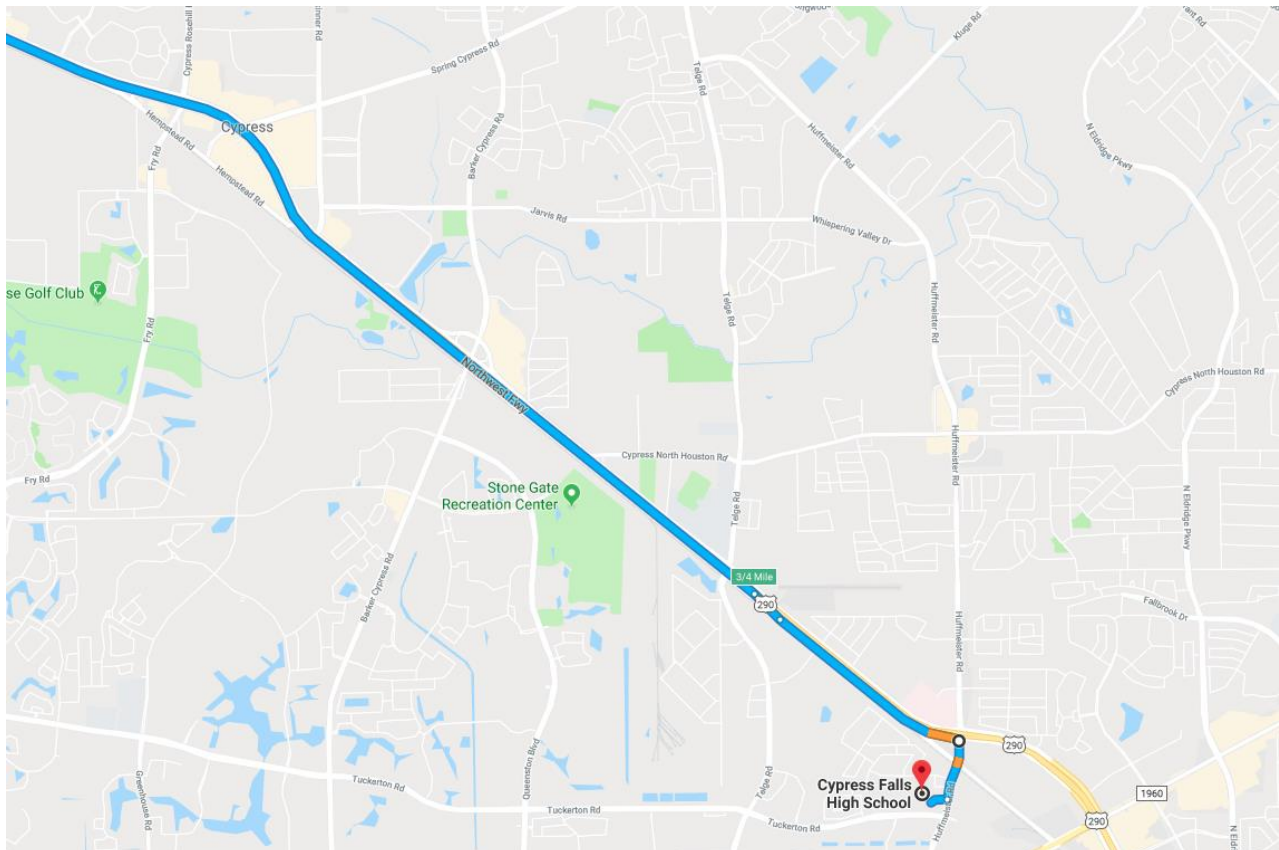 Cypress Rosehill
Spring Cypress Rd
Kluge Rd
Telge Rd
Cypress
Hempstead Rd
Fry Rd
Hempstead Rd
Barker Cypress Rd
Huffmeister Rd
N Eldridge Pkwy
Jarvis Rd
Whispering Valley Dr
se Golf Club
Fry Rd
Telge Rd
Huffmeister Rd
Northwest Fwy
Cypress North Houston Rd
Cypress North Houston Rd
Huffmeister Rd
Fry Rd
Stone Gate
Recreation Center
Telge Rd
N Eldridge Pkwy
Barker Cypress Rd
3/4 Mile
290
Fallbrook Dr
Huffmeister Rd
290
Greenhouse Rd
Tuckerton Rd
Queenston Blvd
Telge Rd
Cypress Falls
High School
1960
Tuckerton Rd
Tuckerton Rd
Huffmeister Rd
290